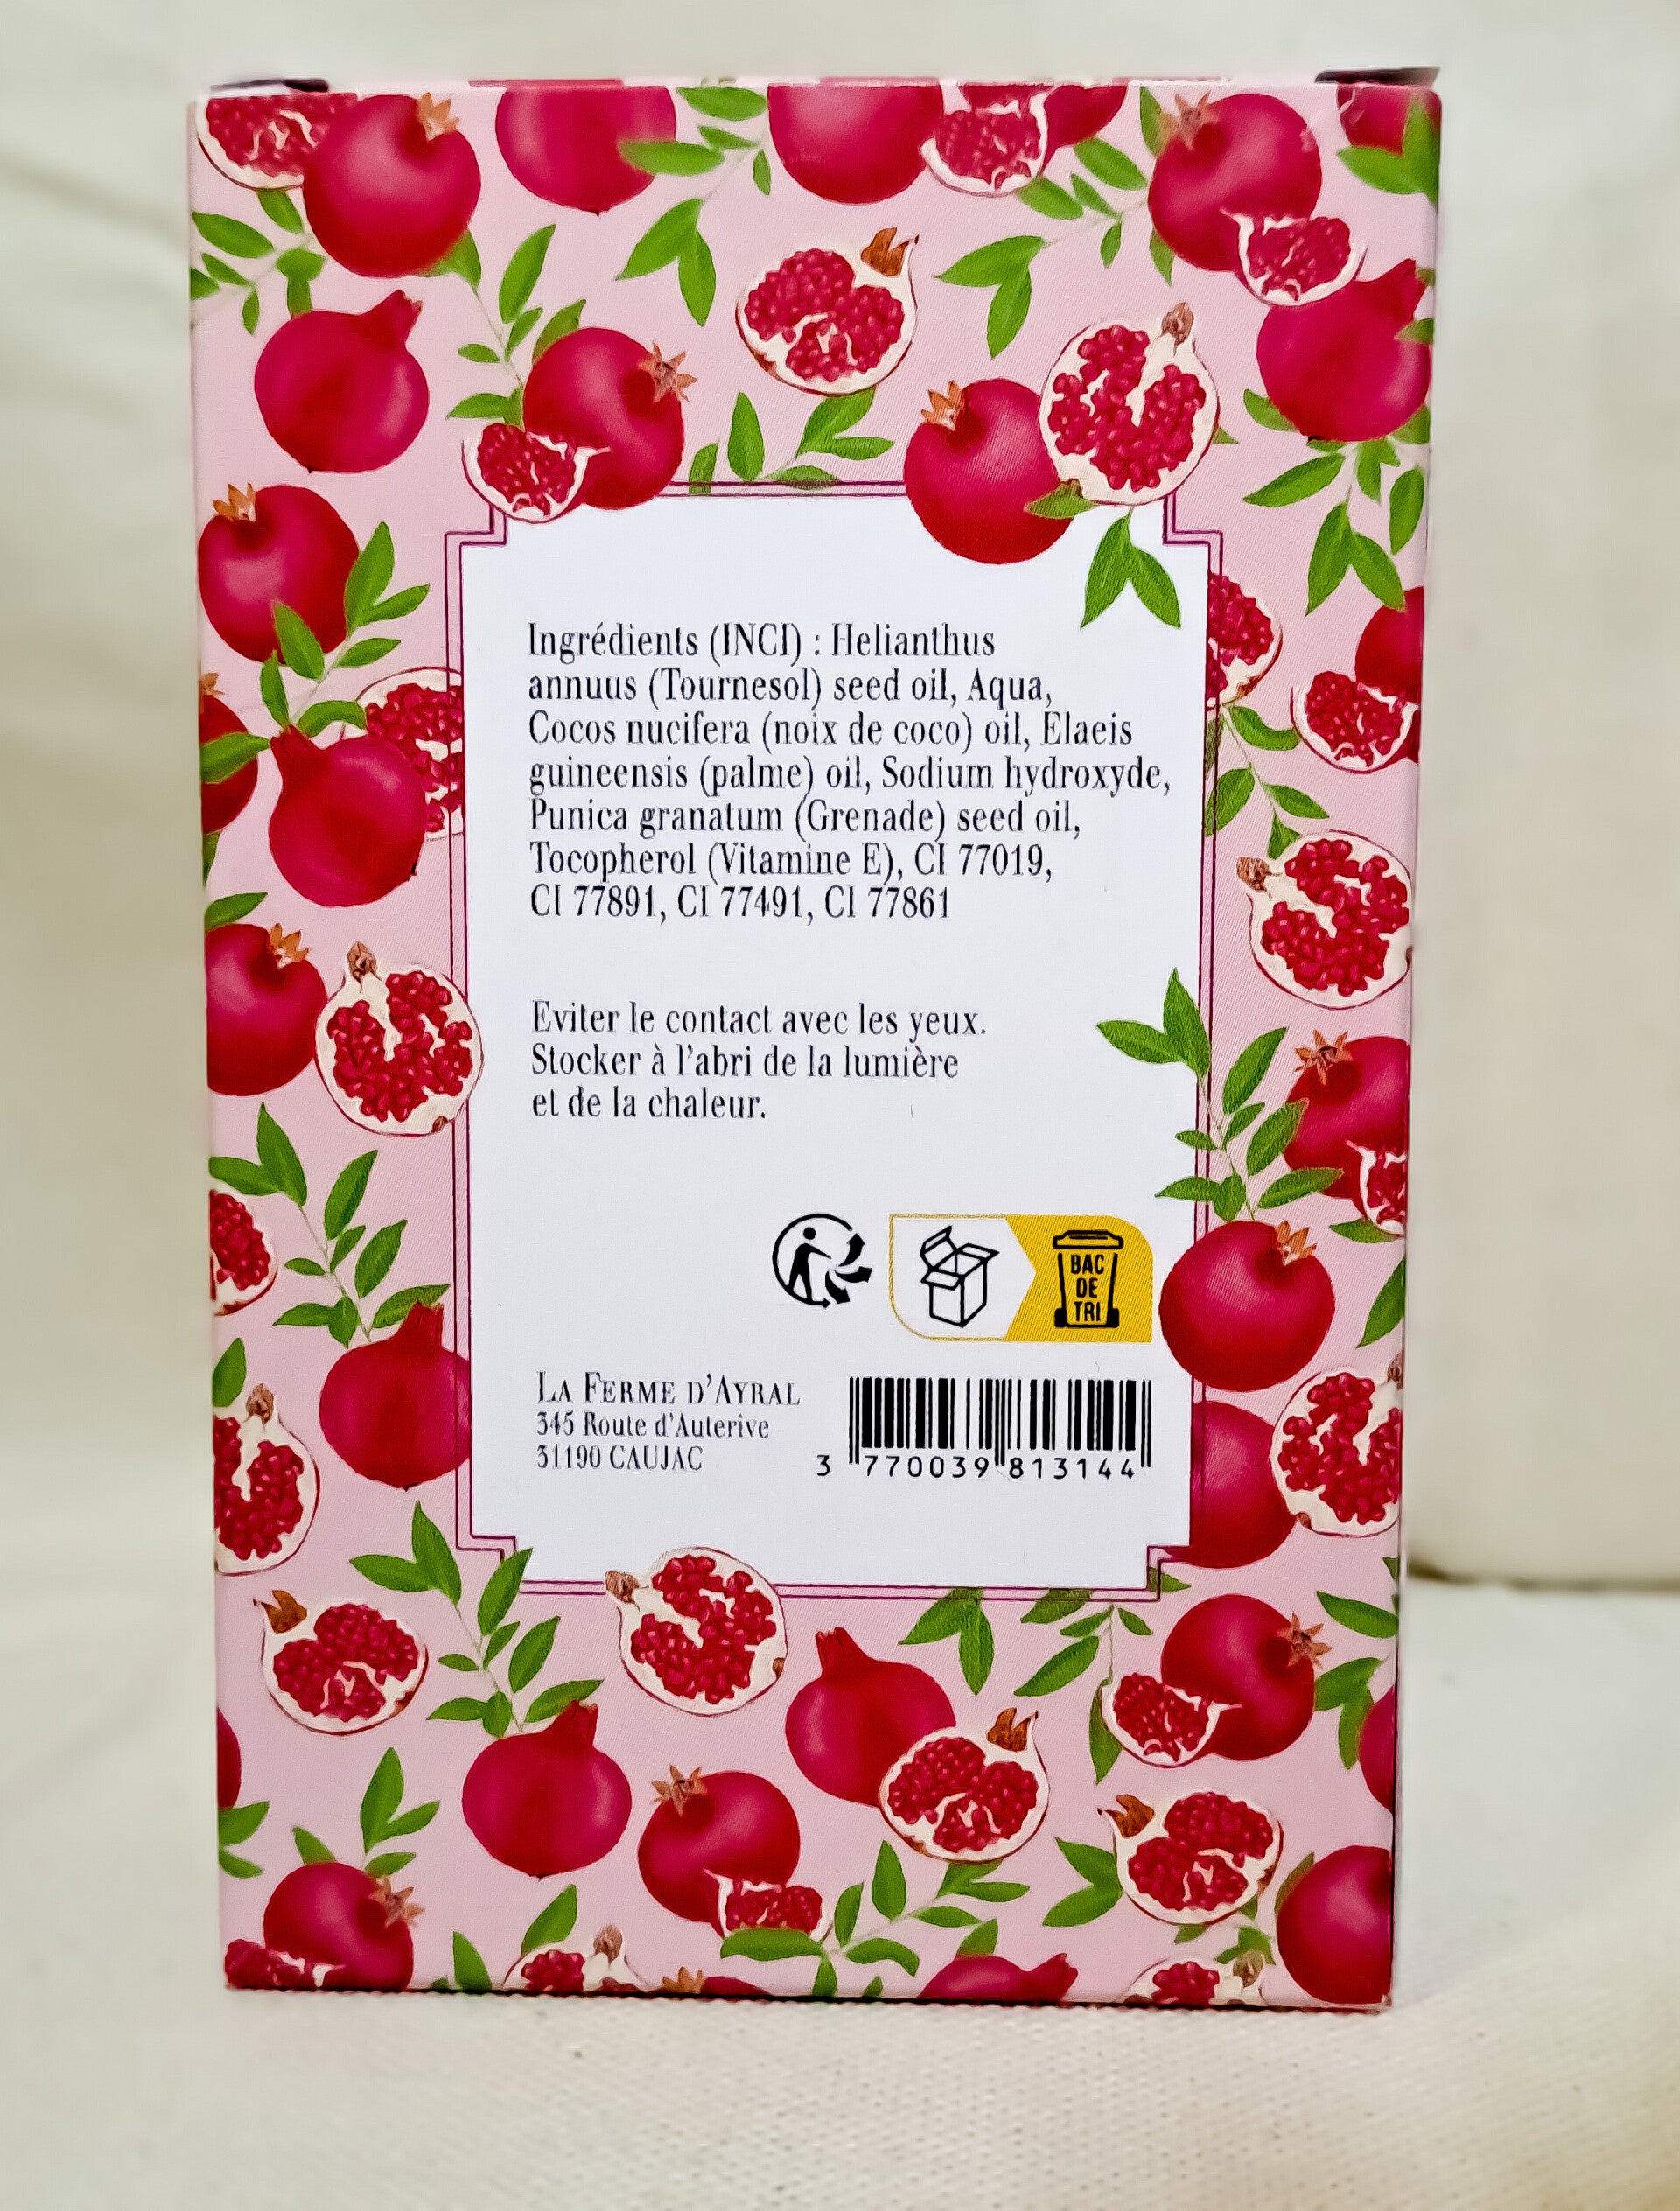 Ingrédients (INCI) : Helianthus
annuus (Tournesol) seed oil, Aqua,
Cocos nucifera (noix de coco) oil, Elaeis
guineensis (palme) oil, Sodium hydroxyde,
Punica granatum (Grenade) seed oil,
Tocopherol (Vitamine E), CI 77019,
CI 77891, CI 77491, CI 77861
Eviter le contact avec les yeux.
Stocker à l'abri de la lumière
et de la chaleur.
BAC
DE
TRI
LA FERME D'AYRAL
345 Route d'Auterive
31190 CAUJAC
3 770039 813144